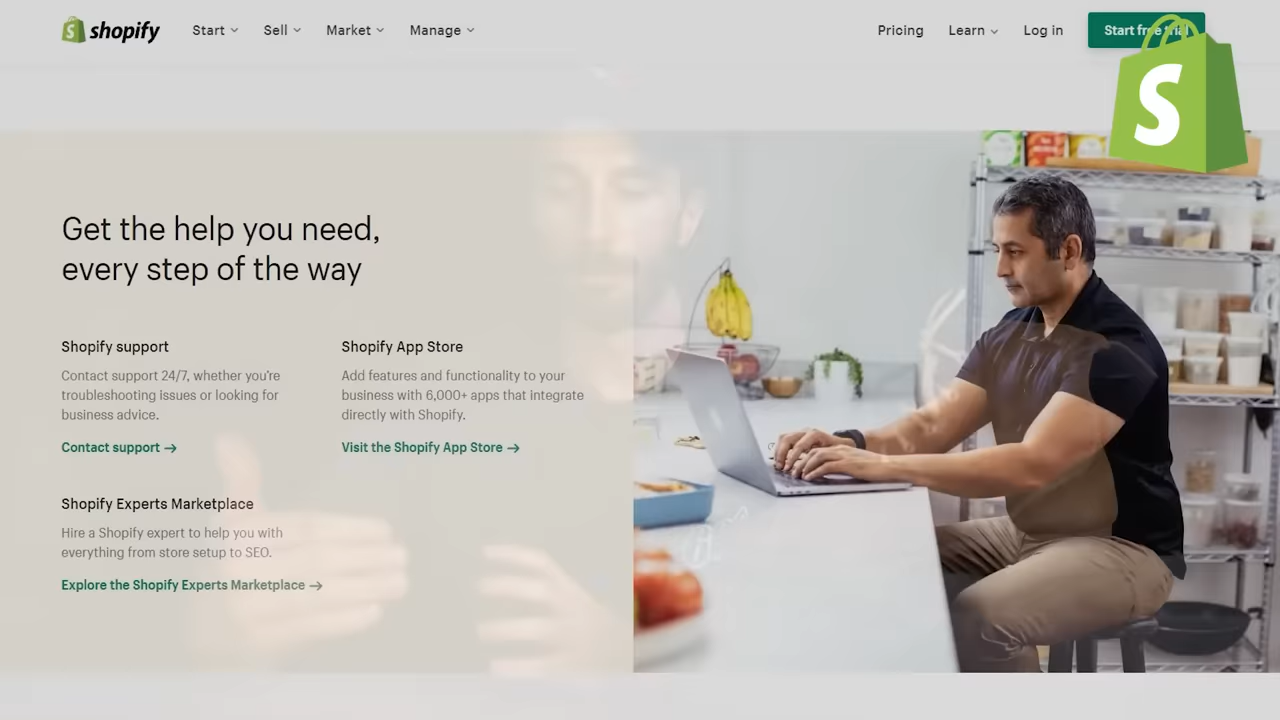 shopify
Start
Sell
Market
Manage
Pricing
Learn
Log in
Start free trial
S
Get the help you need,
every step of the way
Shopify support
Contact support 24/7, whether you're
troubleshooting issues or looking for
business advice.
Contact support →
Shopify App Store
Add features and functionality to your
business with 6,000+ apps that integrate
directly with Shopify.
Visit the Shopify App Store →
Shopify Experts Marketplace
Hire a Shopify expert to help you with
everything from store setup to SEO.
Explore the Shopify Experts Marketplace →